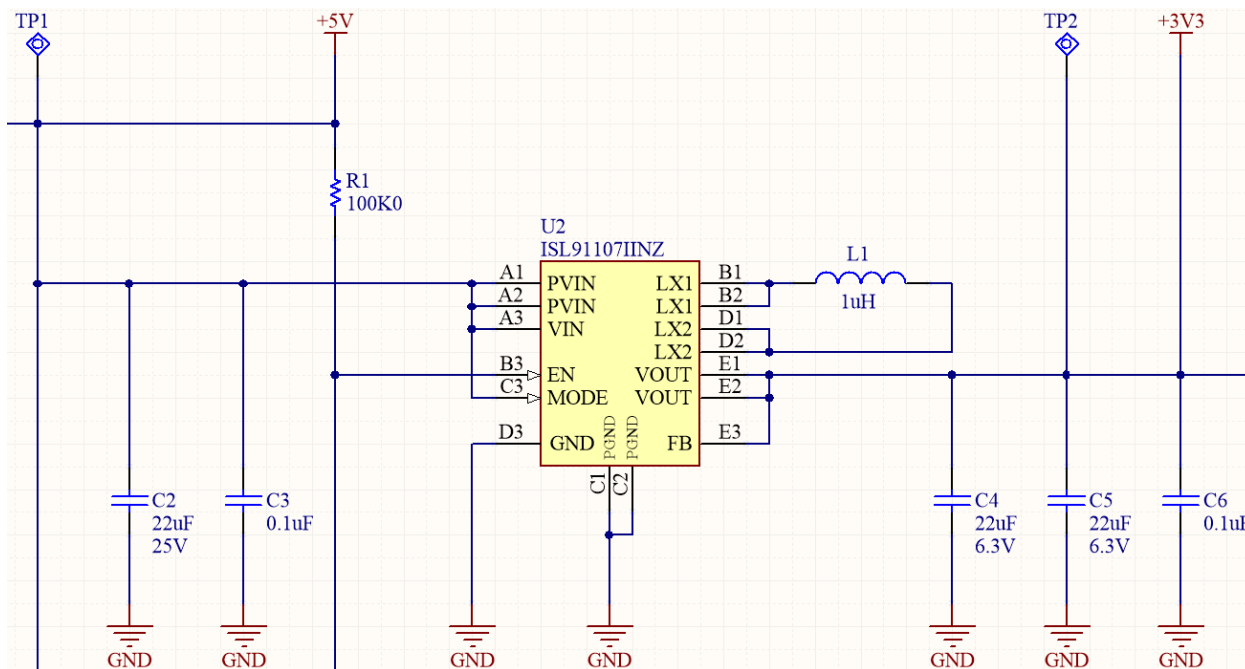 TP1
+5V
TP2
+3V3
R1
100K0
U2
ISL91107IINZ
L1
1uH
A1
PVIN
LX1
B1
A2
PVIN
LX1
B2
A3
VIN
LX2
D1
LX2
D2
B3
EN
VOUT
E1
C3
MODE
VOUT
E2
D3
GND
PGND
PGND
FB
E3
C1
C2
C2
22uF
25V
C3
0.1uF
C4
22uF
6.3V
C5
22uF
6.3V
C6
0.1uF
GND
GND
GND
GND
GND
GND
GND